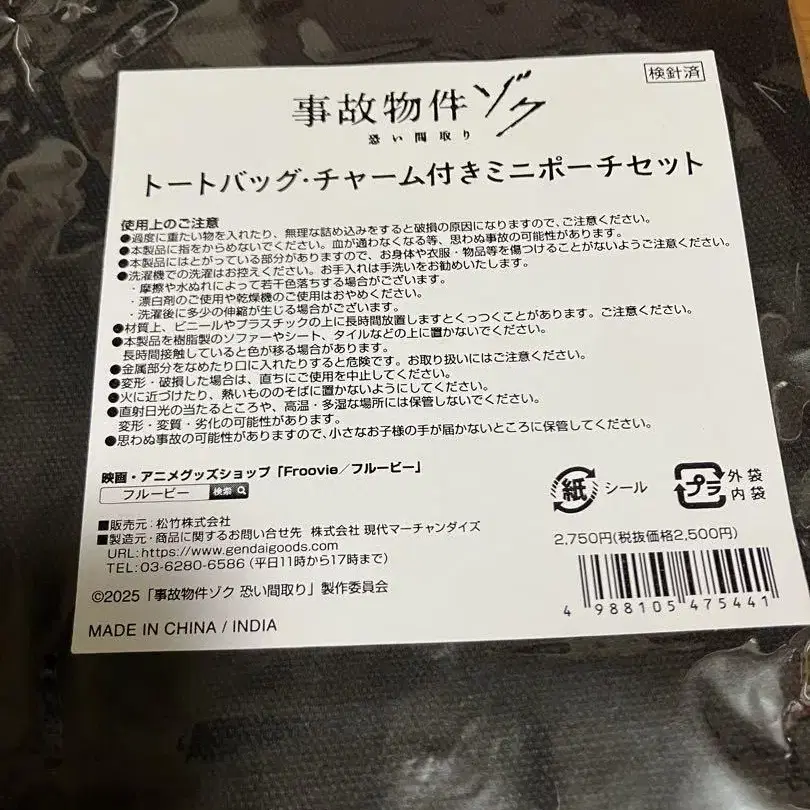 検針済
事故物件ゾク
恐い間取り
トートバッグ・チャーム付きミニポーチセット
使用上のご注意
●過度に重たい物を入れたり、無理な詰め込みをすると破損の原因になりますので、ご注意ください。
●本製品に指をからめないでください。血が通わなくなる等、思わぬ事故の可能性があります。
●本製品にはとがっている部分がありますので、お身体や衣服・物品等を傷つけることがないようご注意ください。
●洗濯機での洗濯はお控えください。お手入れは手洗いをお勧めいたします。
・摩擦や水ぬれによって若干色落ちする場合がございます。
・漂白剤のご使用や乾燥機のご使用はおやめください。
・洗濯後に多少の伸縮が生じる場合がございます。
●材質上、ビニールやプラスチックの上に長時間放置しますとくっつくことがあります。ご注意ください。
●本製品を樹脂製のソファーやシート、タイルなどの上に置かないでください。
長時間接触していると色が移る場合があります。
●金属部分をなめたり口に入れたりすると危険です。お取り扱いにはご注意ください。
●変形・破損した場合は、直ちにご使用を中止してください。
●火に近づけたり、熱いもののそばに置かないようにしてください。
●直射日光の当たるところや、高温・多湿な場所には保管しないでください。
変形・変質・劣化の可能性があります。
●思わぬ事故の可能性がありますので、小さなお子様の手が届かないところに保管してください。
映画・アニメグッズショップ「Froovie／フルービー」
フルービー 検索
■販売元：松竹株式会社
■製造元・商品に関するお問い合せ先 株式会社 現代マーチャンダイズ
URL:https://www.gendaigoods.com
TEL:03-6280-6586（平日11時から17時まで）
©2025「事故物件ゾク 恐い間取り」製作委員会
MADE IN CHINA / INDIA
紙 シール
プラ 外袋 内袋
2,750円(税抜価格2,500円)
4 988105 475441